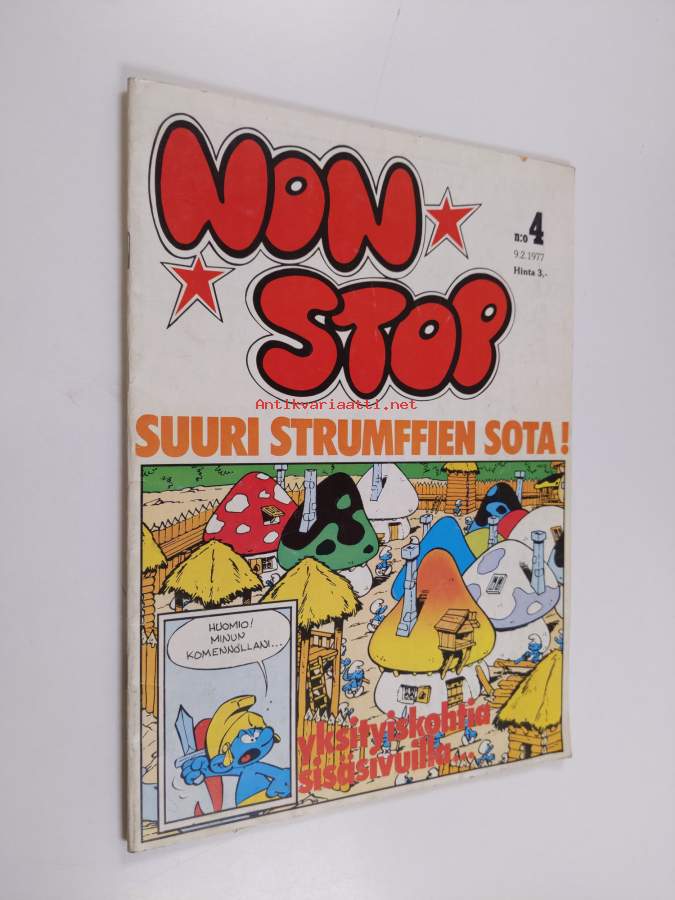 NON
STOP
n:o 4
9.2.1977
Hinta 3,-
Antikvariaatti.net
SUURI STRUMFFIEN SOTA!
HUOMIO!
MINUN
KOMENNOLLANI...
yksityiskohtia
sisäsivuilla...